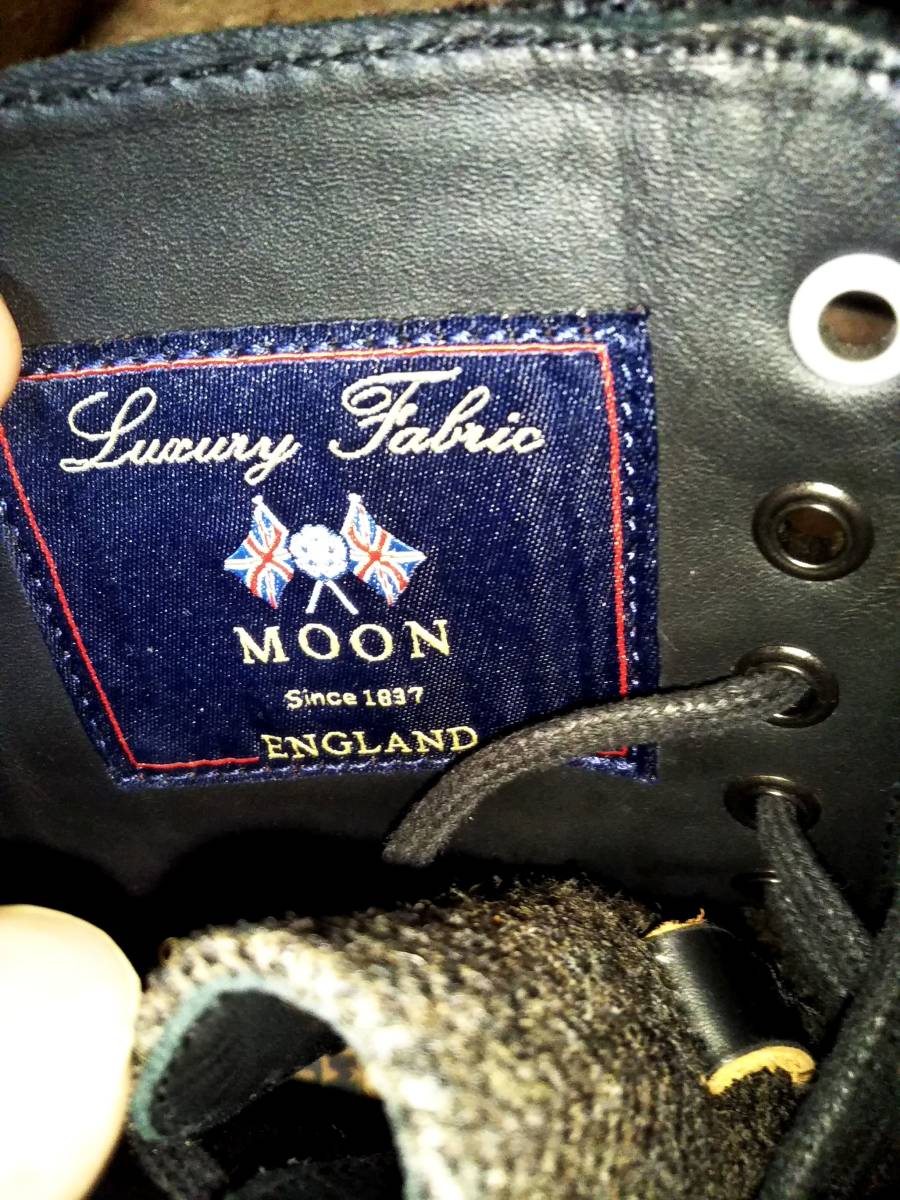 Luxury Fabric
MOON
Since 1837
ENGLAND